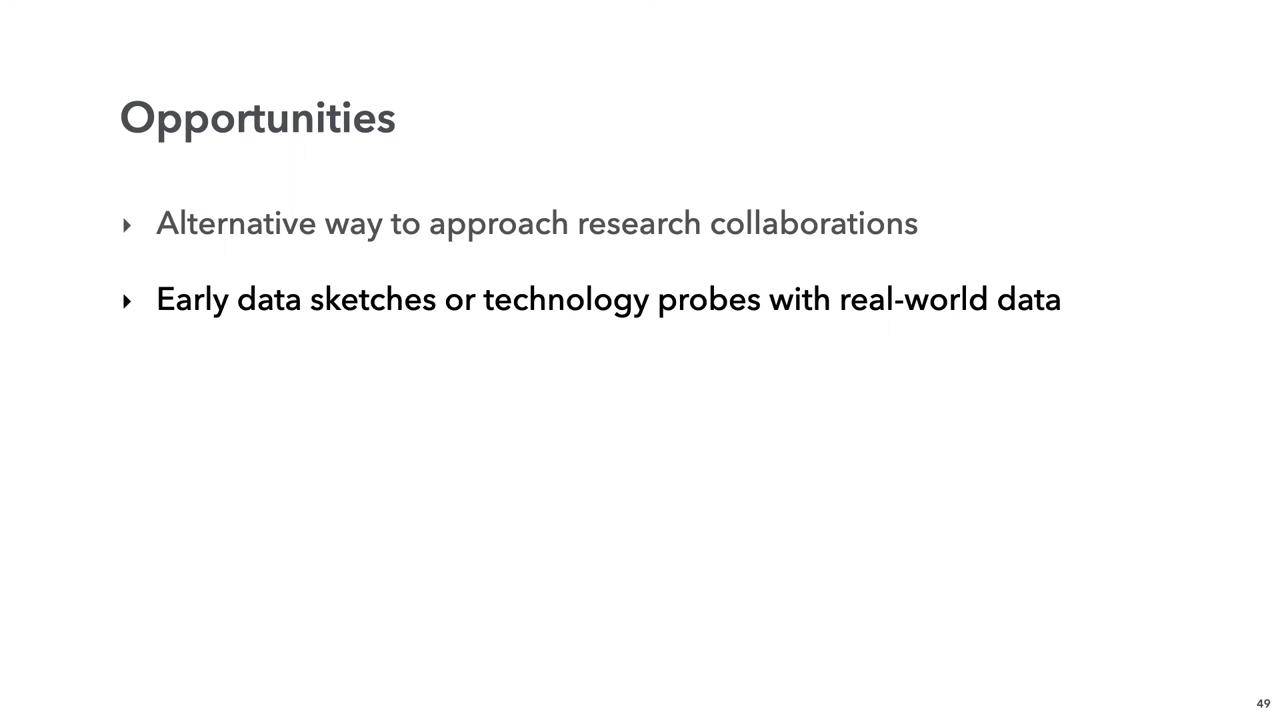 Opportunities
‣ Alternative way to approach research collaborations
‣ Early data sketches or technology probes with real-world data
49